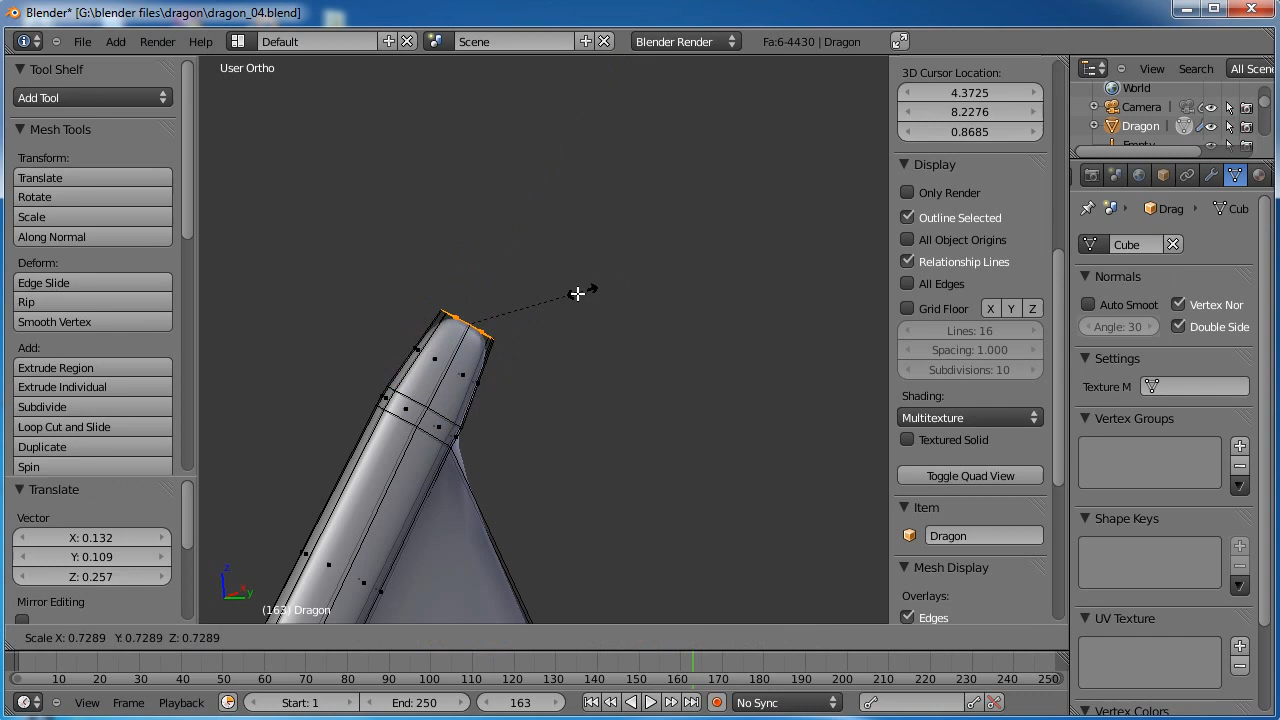 Blender* [G:\blender files\dragon\dragon_04.blend]
File Add Render Help Default Scene Blender Render Fa:6-4430 | Dragon
Tool Shelf
Add Tool
Mesh Tools
Transform:
Translate
Rotate
Scale
Along Normal
Deform:
Edge Slide
Rip
Smooth Vertex
Add:
Extrude Region
Extrude Individual
Subdivide
Loop Cut and Slide
Duplicate
Spin
Translate
Vector
X: 0.132
Y: 0.109
Z: 0.257
Mirror Editing
User Ortho
z
x
y
(163) Dragon
3D Cursor Location:
4.3725
8.2276
0.8685
Display
Only Render
Outline Selected
All Object Origins
Relationship Lines
All Edges
Grid Floor X Y Z
Lines: 16
Spacing: 1.000
Subdivisions: 10
Shading:
Multitexture
Textured Solid
Toggle Quad View
Item
Dragon
Mesh Display
Overlays:
Edges
View Search All Scene
World
Camera
Dragon
Empty
Drag Cub
Cube
Normals
Auto Smoot Vertex Nor
Angle: 30 Double Side
Settings
Texture M
Vertex Groups
Shape Keys
UV Texture
Vertex Colors
Scale X: 0.7289 Y: 0.7289 Z: 0.7289
10 20 30 40 50 60 70 80 90 100 110 120 130 140 150 160 170 180 190 200 210 220 230 240 250
View Frame Playback Start: 1 End: 250 163 No Sync